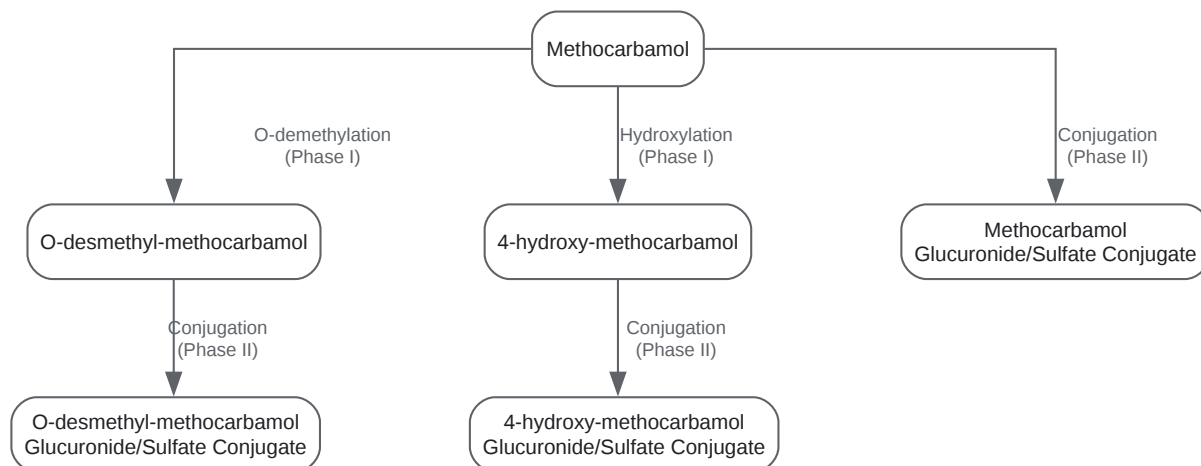 Methocarbamol
O-demethylation
(Phase I)
Hydroxylation
(Phase I)
Conjugation
(Phase II)
O-desmethyl-methocarbamol
4-hydroxy-methocarbamol
Methocarbamol
Glucuronide/Sulfate Conjugate
Conjugation
(Phase II)
Conjugation
(Phase II)
O-desmethyl-methocarbamol
Glucuronide/Sulfate Conjugate
4-hydroxy-methocarbamol
Glucuronide/Sulfate Conjugate